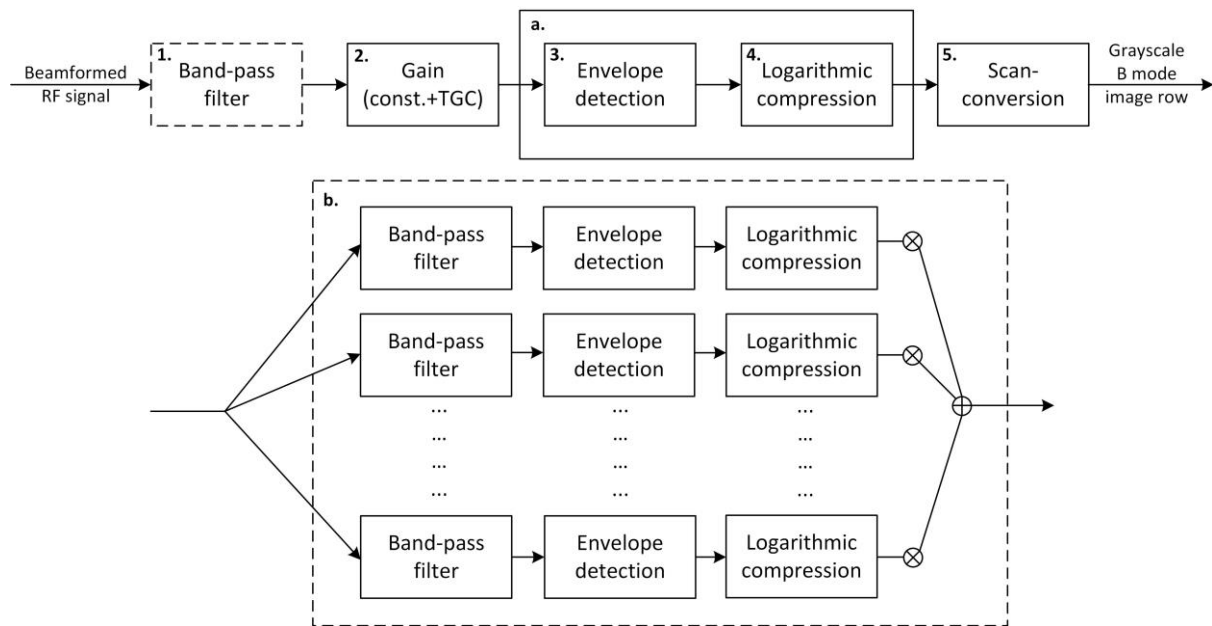 a.
1.
Band-pass
filter
2.
Gain
(const.+TGC)
3.
Envelope
detection
4.
Logarithmic
compression
5.
Scan-
conversion
Beamformed
RF signal
Grayscale
B mode
image row
b.
Band-pass
filter
Envelope
detection
Logarithmic
compression
Band-pass
filter
Envelope
detection
Logarithmic
compression
... ... ...
... ... ...
... ... ...
... ... ...
Band-pass
filter
Envelope
detection
Logarithmic
compression